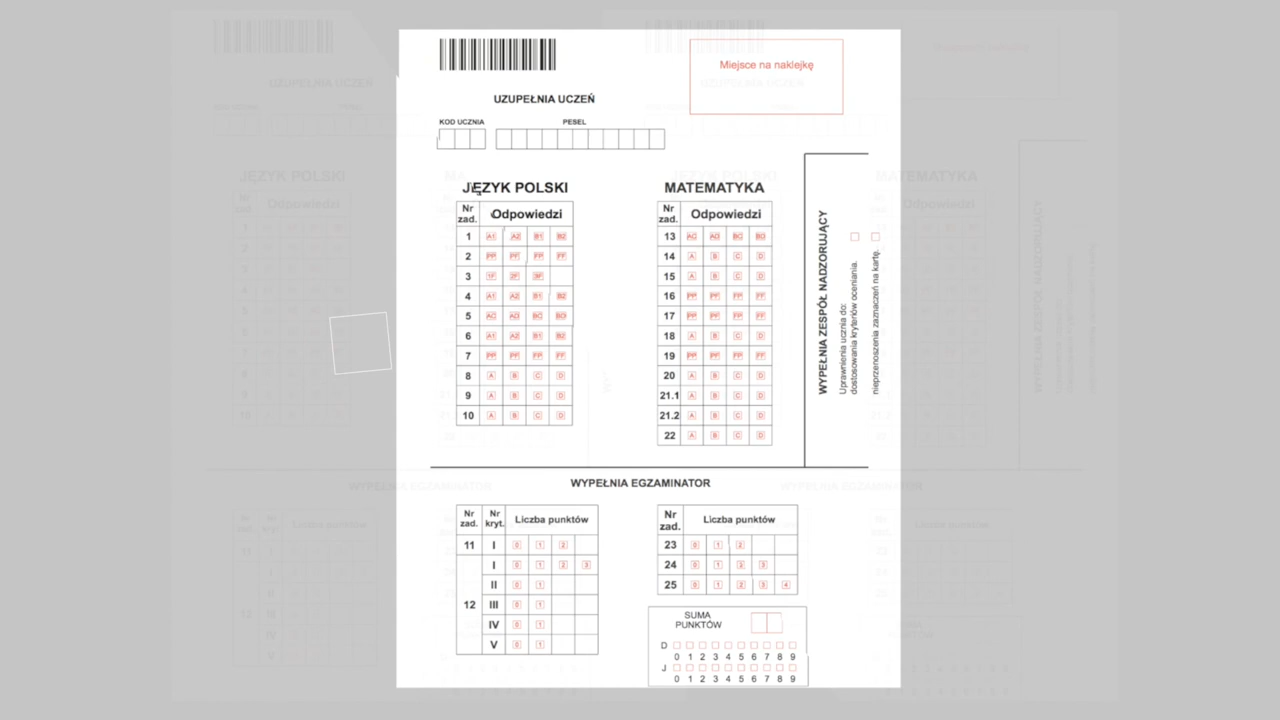 Miejsce na naklejkę
UZUPEŁNIA UCZEŃ
KOD UCZNIA PESEL
JĘZYK POLSKI
Nr zad. Odpowiedzi
1 A1 A2 B1 B2
2 PP PF FP FF
3 1F 2F 3F
4 A1 A2 B1 B2
5 AC AD BC BD
6 A1 A2 B1 B2
7 PP PF FP FF
8 A B C D
9 A B C D
10 A B C D
MATEMATYKA
Nr zad. Odpowiedzi
13 AC AD BC BD
14 A B C D
15 A B C D
16 PP PF FP FF
17 PP PF FP FF
18 A B C D
19 PP PF FP FF
20 A B C D
21.1 A B C D
21.2 A B C D
22 A B C D
WYPEŁNIA ZESPÓŁ NADZORUJĄCY
Uprawnienia ucznia do:
dostosowania kryteriów oceniania.
nieprzenoszenia zaznaczeń na kartę.
WYPEŁNIA EGZAMINATOR
Nr zad. Nr kryt. Liczba punktów
11 I 0 1 2
I 0 1 2 3
II 0 1
12 III 0 1
IV 0 1
V 0 1
Nr zad. Liczba punktów
23 0 1 2
24 0 1 2 3
25 0 1 2 3 4
SUMA
PUNKTÓW
D
0 1 2 3 4 5 6 7 8 9
J
0 1 2 3 4 5 6 7 8 9